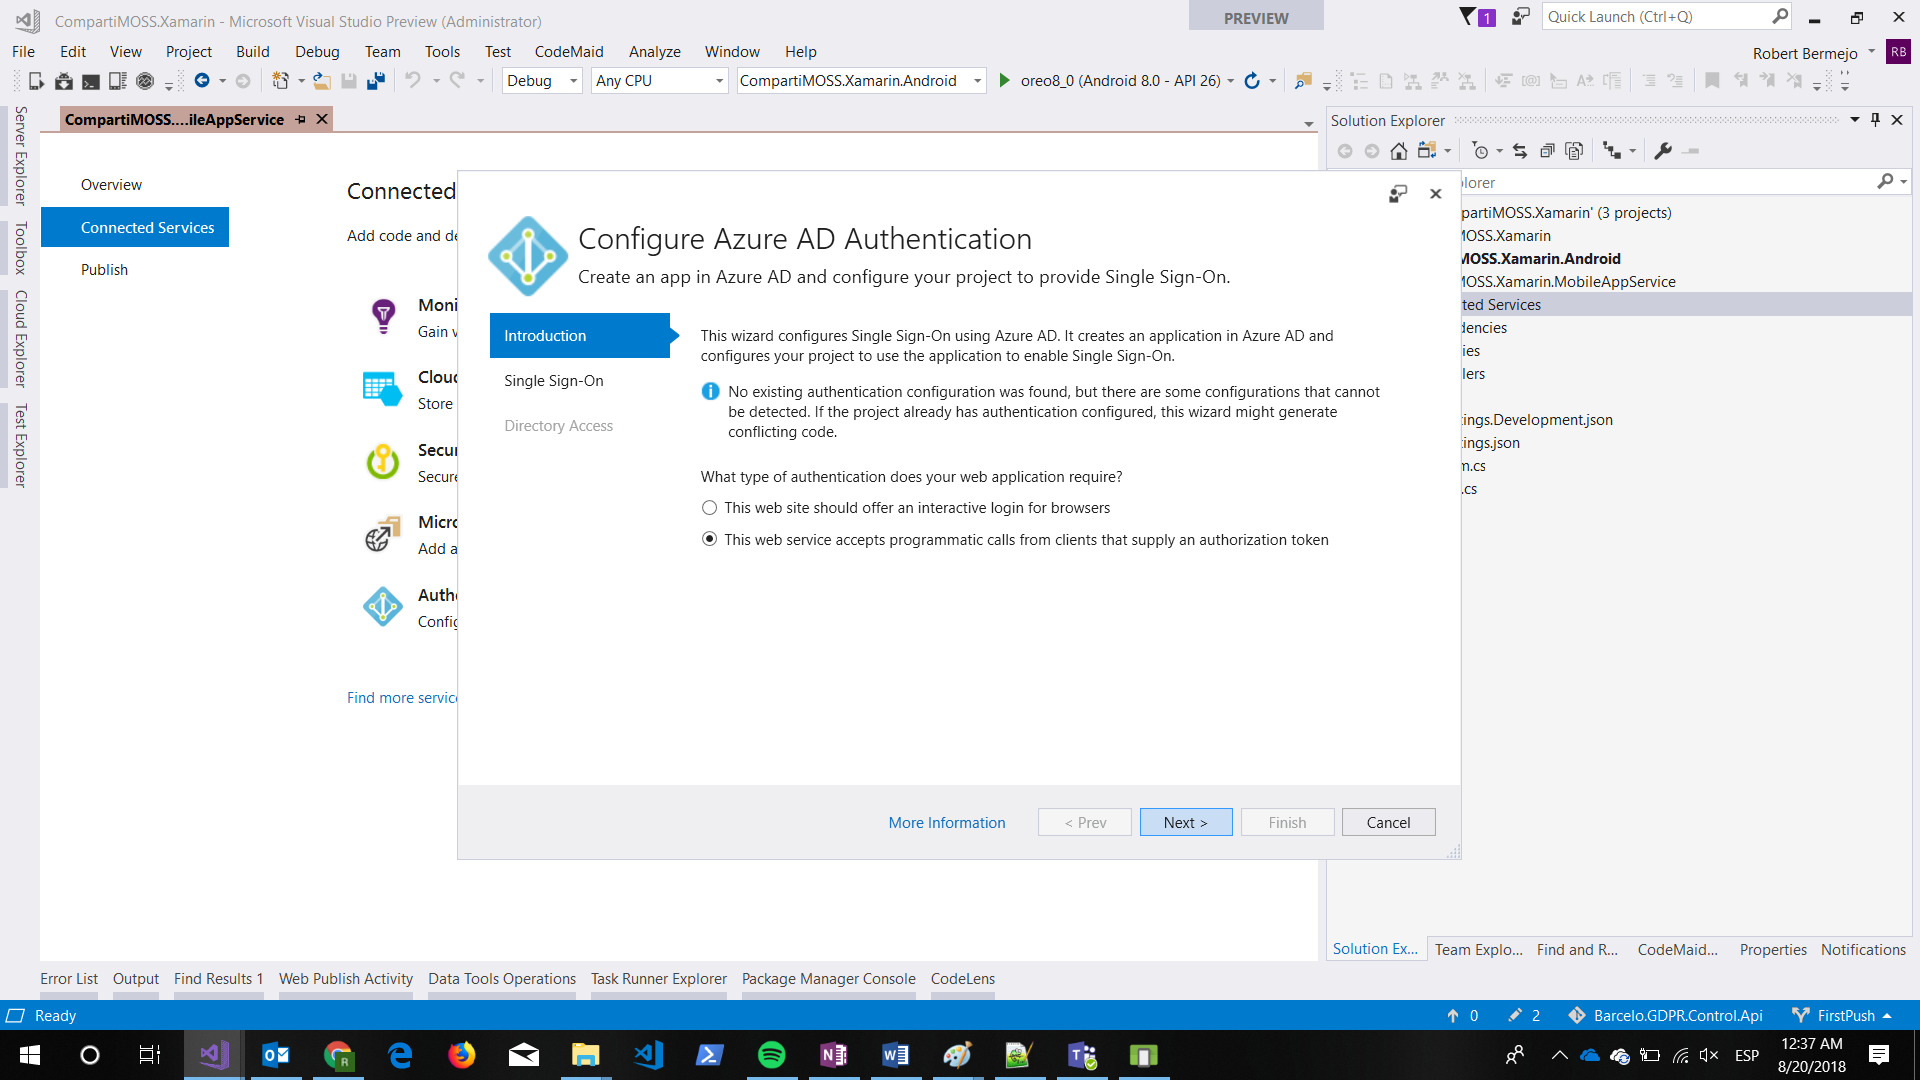 CompartiMOSS.Xamarin - Microsoft Visual Studio Preview (Administrator)
PREVIEW
1
Quick Launch (Ctrl+Q)
File Edit View Project Build Debug Team Tools Test CodeMaid Analyze Window Help
Robert Bermejo
RB
Debug
Any CPU
CompartiMOSS.Xamarin.Android
oreo8_0 (Android 8.0 - API 26)
Server Explorer
Toolbox
Cloud Explorer
Test Explorer
CompartiMOSS....ileAppService
Overview
Connected Services
Publish
Connected
Add code and de
Moni
Gain v
Cloud
Store
Secur
Secure
Micro
Add a
Authe
Config
Find more service
Configure Azure AD Authentication
Create an app in Azure AD and configure your project to provide Single Sign-On.
Introduction
Single Sign-On
Directory Access
This wizard configures Single Sign-On using Azure AD. It creates an application in Azure AD and
configures your project to use the application to enable Single Sign-On.
No existing authentication configuration was found, but there are some configurations that cannot
be detected. If the project already has authentication configured, this wizard might generate
conflicting code.
What type of authentication does your web application require?
This web site should offer an interactive login for browsers
This web service accepts programmatic calls from clients that supply an authorization token
More Information
< Prev
Next >
Finish
Cancel
Solution Explorer
plorer
partiMOSS.Xamarin' (3 projects)
MOSS.Xamarin
MOSS.Xamarin.Android
MOSS.Xamarin.MobileAppService
ted Services
dencies
ies
llers
tings.Development.json
tings.json
m.cs
.cs
Solution Ex... Team Explo... Find and R... CodeMaid... Properties Notifications
Error List Output Find Results 1 Web Publish Activity Data Tools Operations Task Runner Explorer Package Manager Console CodeLens
Ready
0
2
Barcelo.GDPR.Control.Api
FirstPush
ESP
12:37 AM
8/20/2018